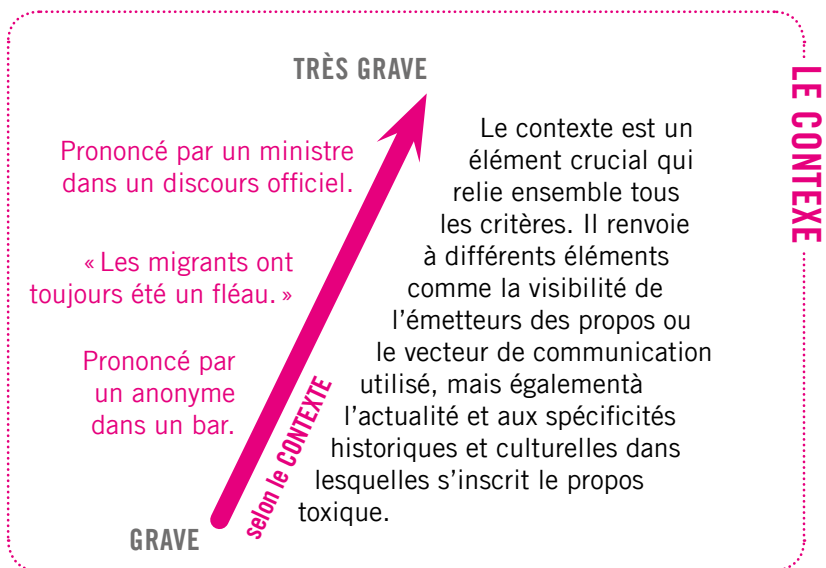 LE CONTEXE
TRÈS GRAVE
Prononcé par un ministre
dans un discours officiel.
« Les migrants ont
toujours été un fléau. »
Prononcé par
un anonyme
dans un bar.
GRAVE
selon le CONTEXTE
Le contexte est un
élément crucial qui
relie ensemble tous
les critères. Il renvoie
à différents éléments
comme la visibilité de
l’émetteurs des propos ou
le vecteur de communication
utilisé, mais égalementà
l’actualité et aux spécificités
historiques et culturelles dans
lesquelles s’inscrit le propos
toxique.